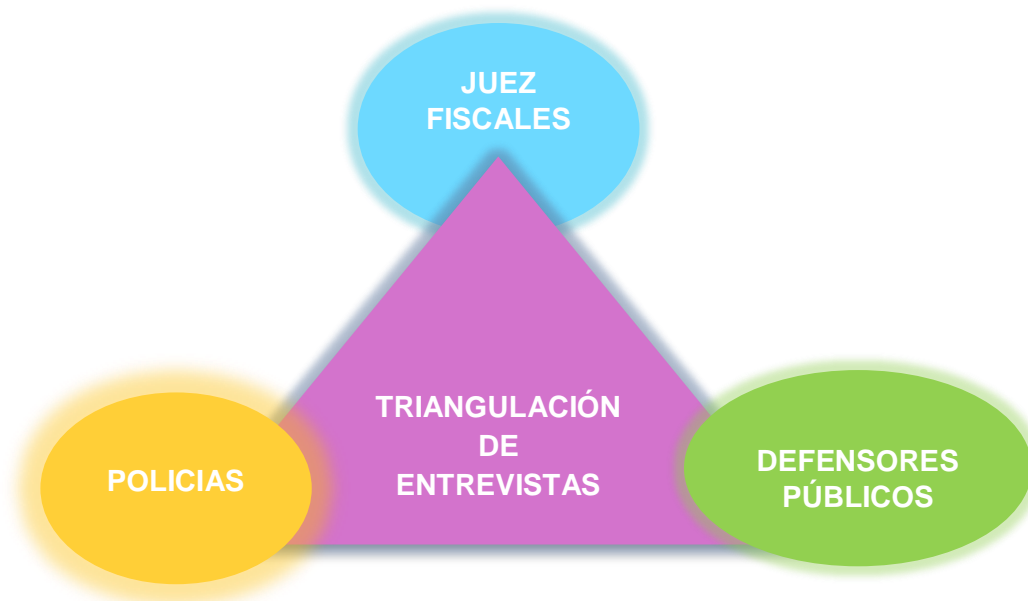 JUEZ
FISCALES
TRIANGULACIÓN
DE
ENTREVISTAS
POLICIAS
DEFENSORES
PÚBLICOS